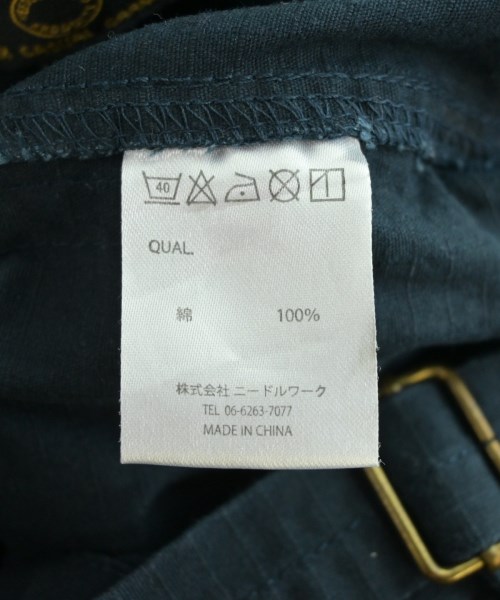 40
QUAL.
綿 100%
株式会社 ニードルワーク
TEL 06-6263-7077
MADE IN CHINA